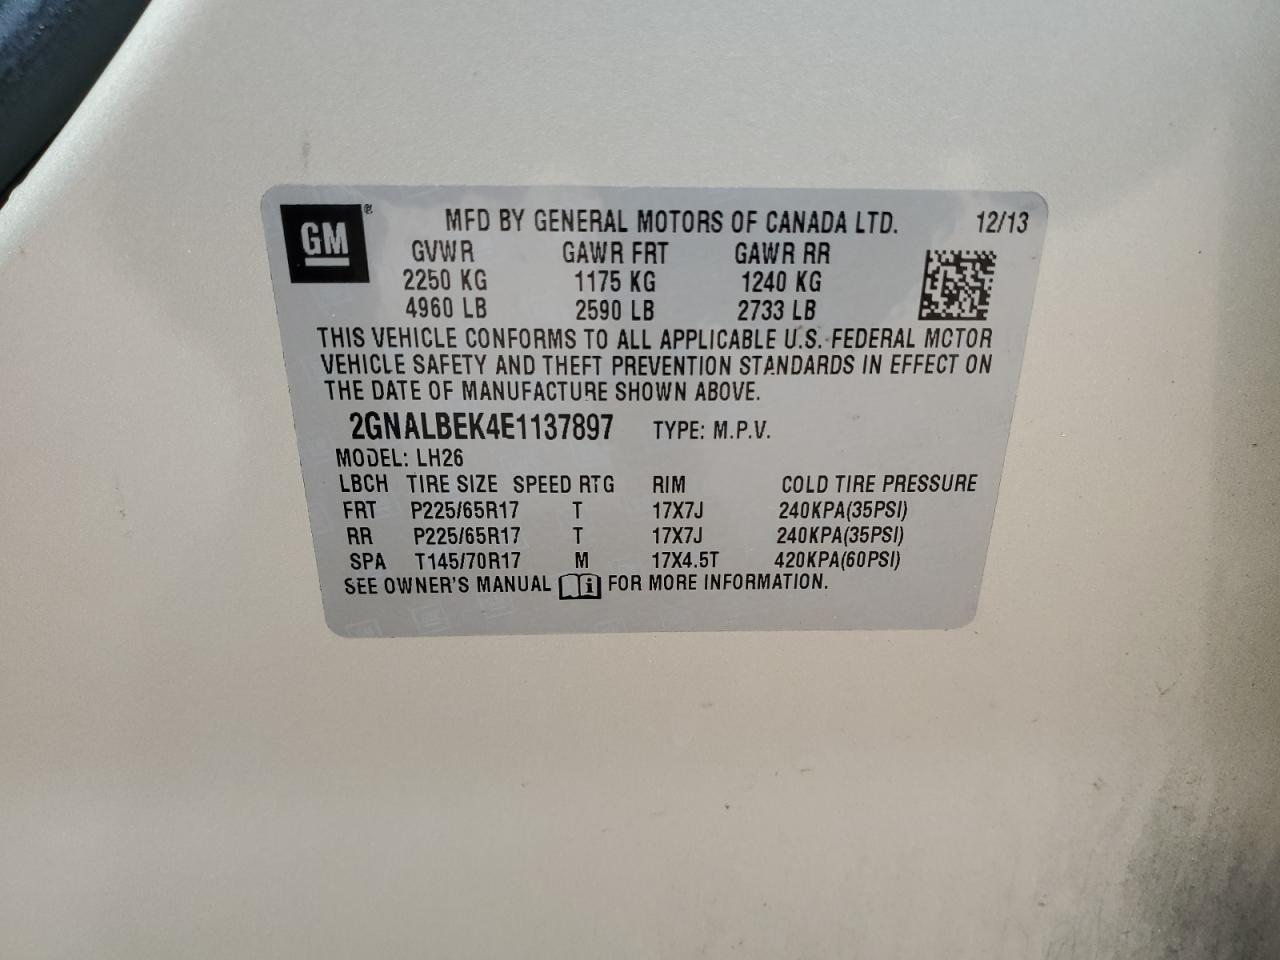 GM ® MFD BY GENERAL MOTORS OF CANADA LTD. 12/13
GVWR GAWR FRT GAWR RR
2250 KG 1175 KG 1240 KG
4960 LB 2590 LB 2733 LB
THIS VEHICLE CONFORMS TO ALL APPLICABLE U.S. FEDERAL MOTOR
VEHICLE SAFETY AND THEFT PREVENTION STANDARDS IN EFFECT ON
THE DATE OF MANUFACTURE SHOWN ABOVE.
2GNALBEK4E1137897 TYPE: M.P.V.
MODEL: LH26
LBCH TIRE SIZE SPEED RTG RIM COLD TIRE PRESSURE
FRT P225/65R17 T 17X7J 240KPA(35PSI)
RR P225/65R17 T 17X7J 240KPA(35PSI)
SPA T145/70R17 M 17X4.5T 420KPA(60PSI)
SEE OWNER'S MANUAL i FOR MORE INFORMATION.